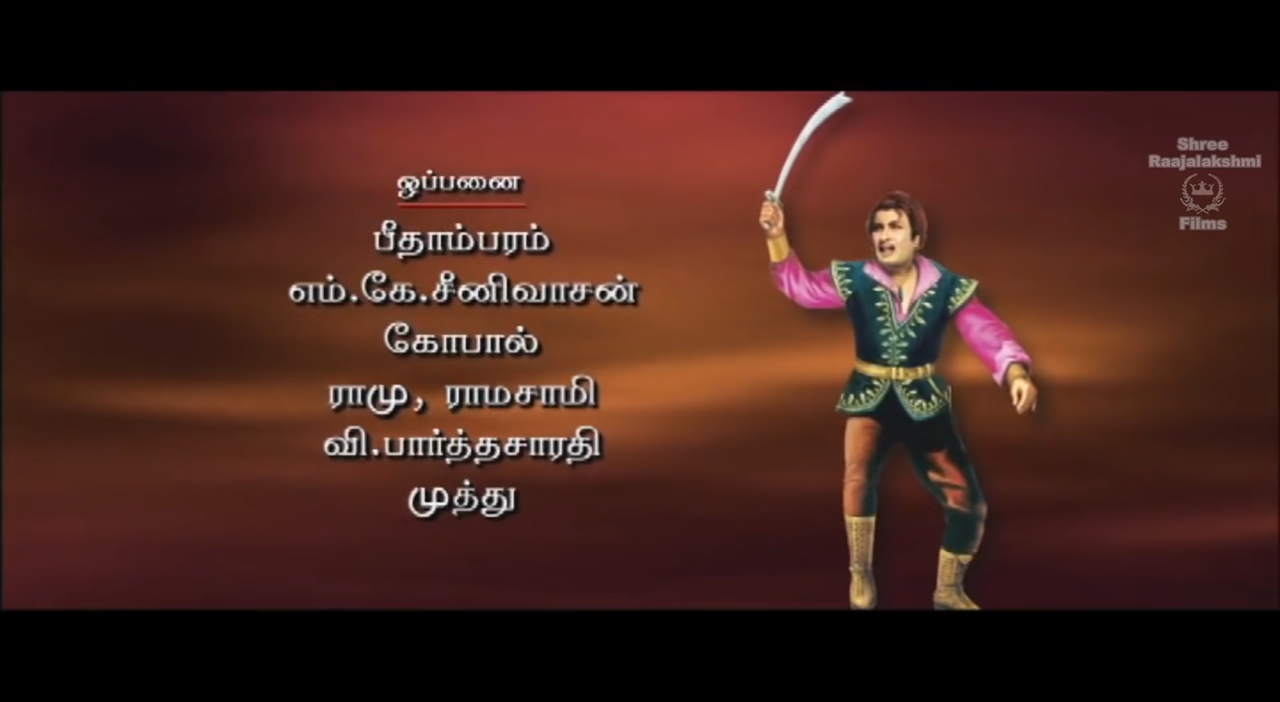 ஒப்பனை
பீதாம்பரம்
எம்.கே.சீனிவாசன்
கோபால்
ராமு, ராமசாமி
வி.பார்த்தசாரதி
முத்து
Shree
Raajalakshmi
Films